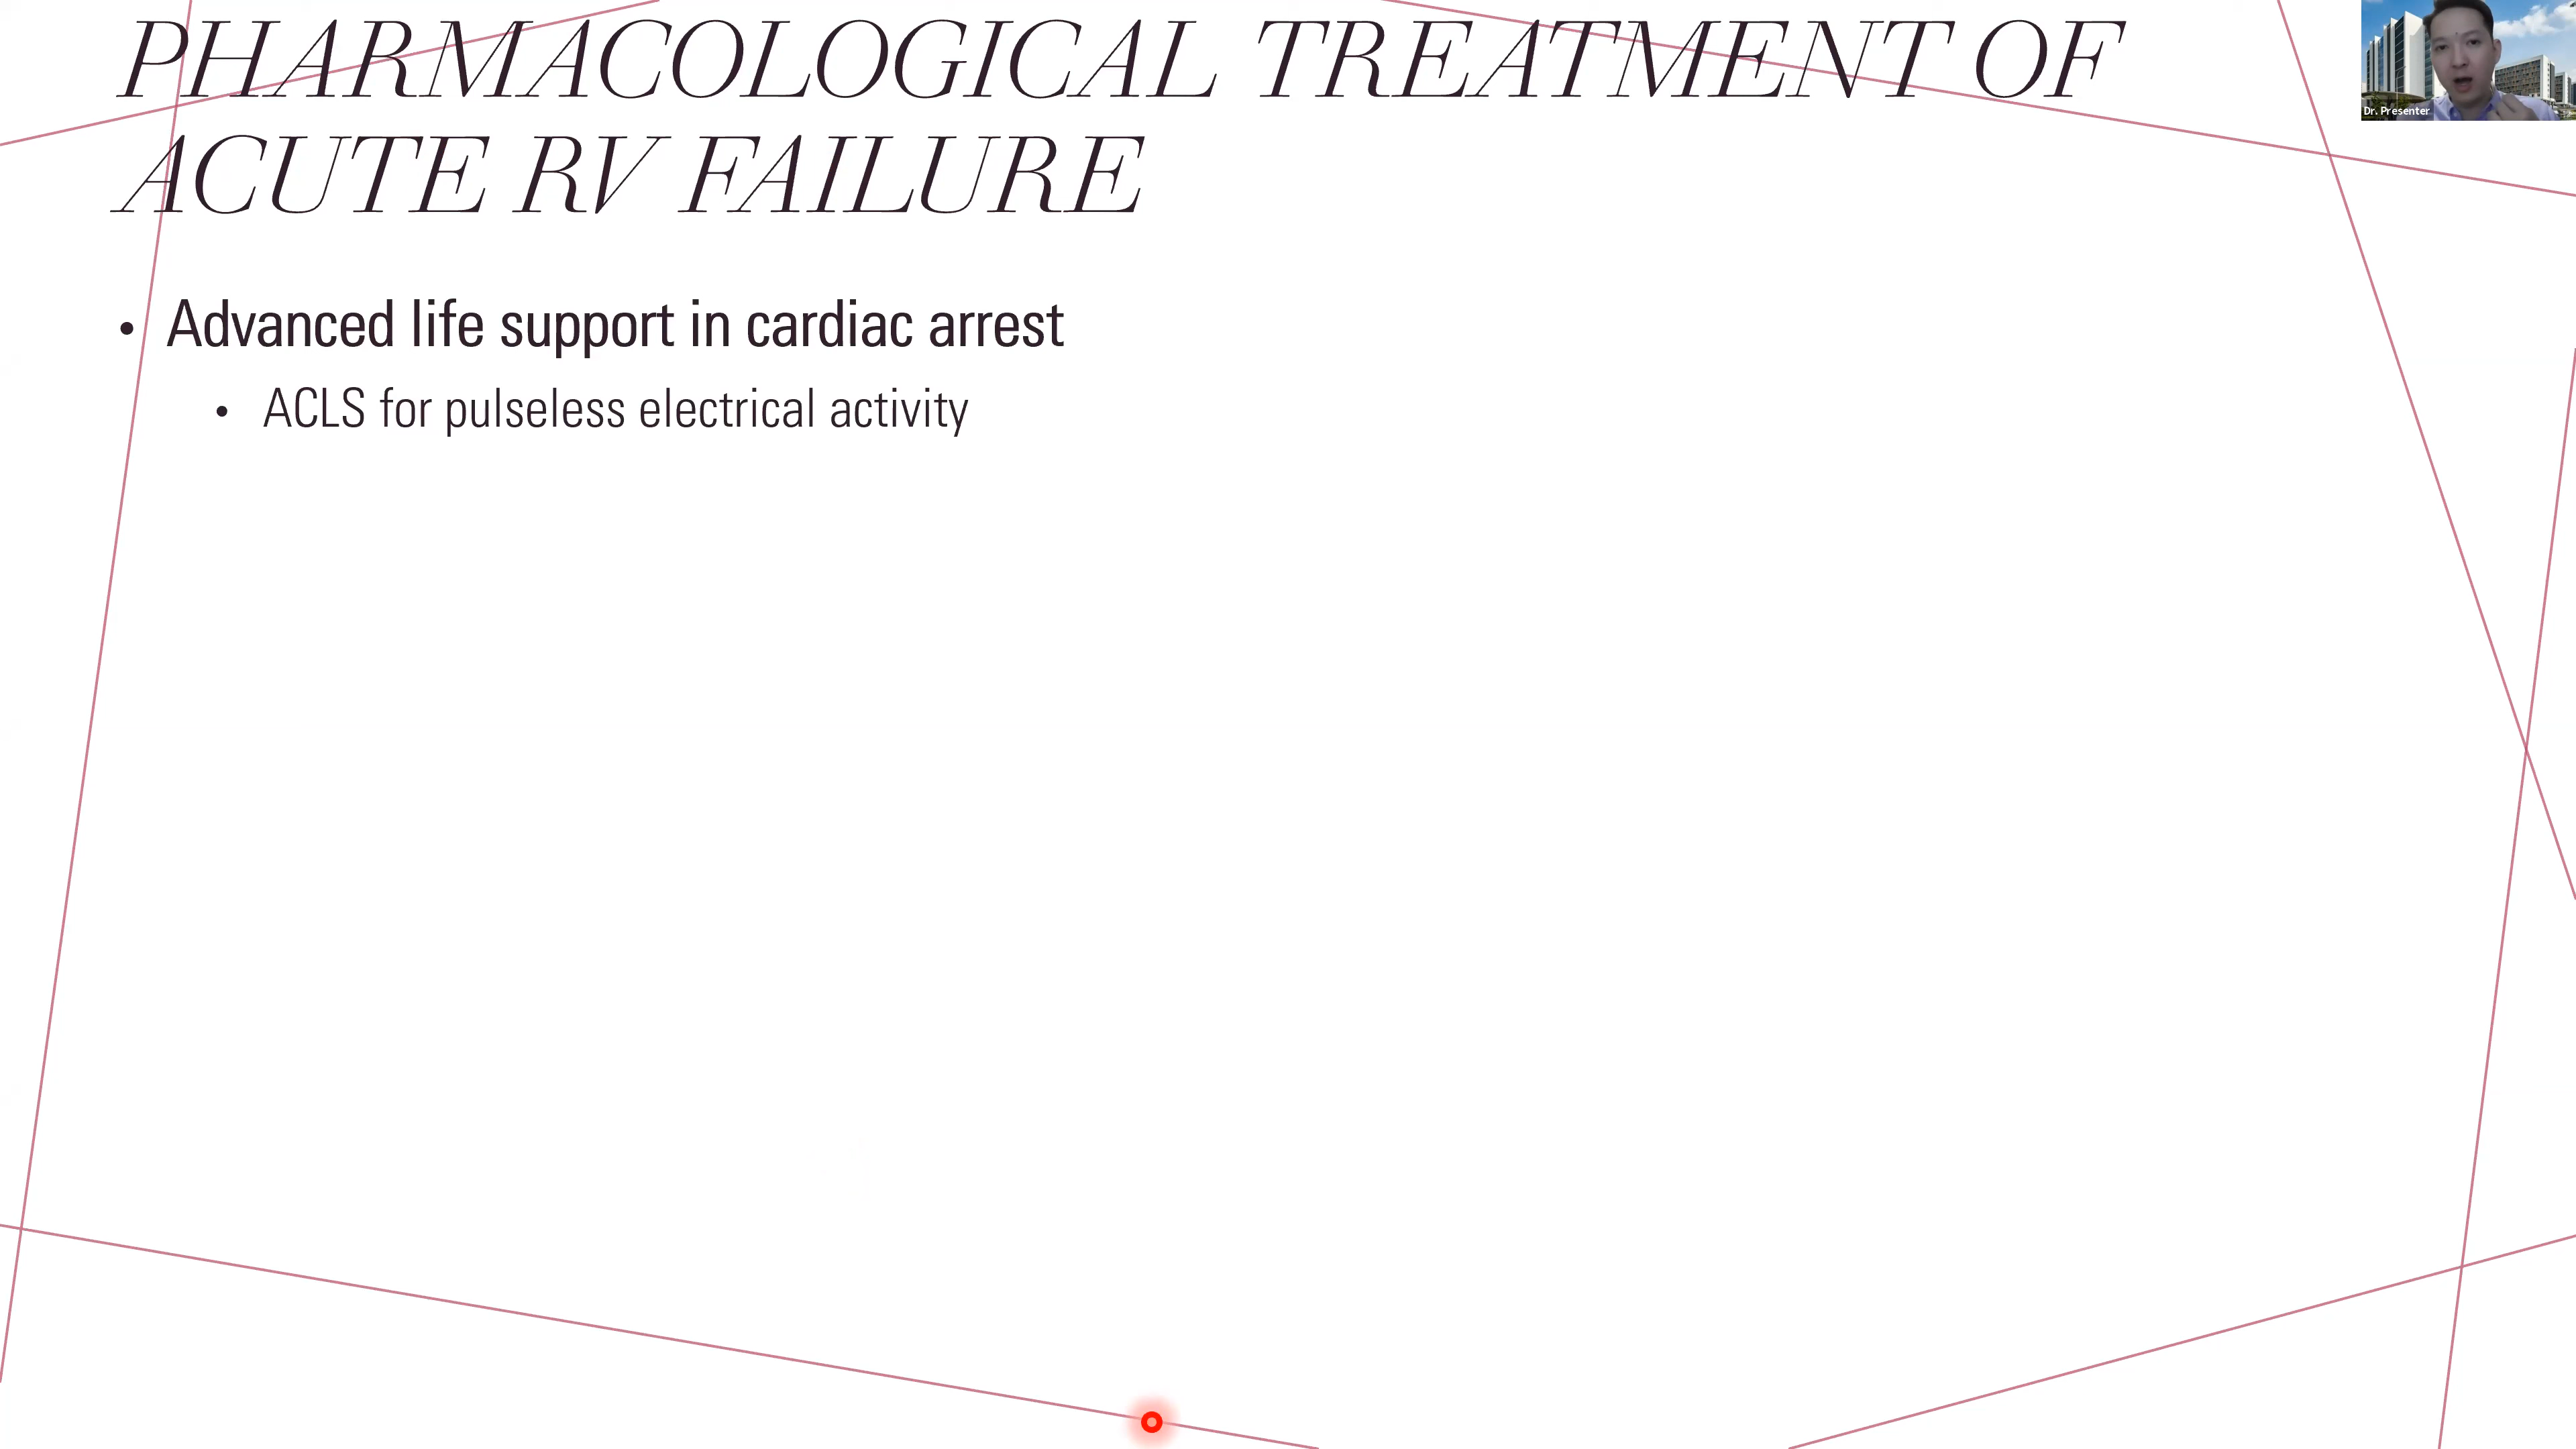 PHARMACOLOGICAL TREATMENT OF
ACUTE RV FAILURE
Dr. Presenter
• Advanced life support in cardiac arrest
• ACLS for pulseless electrical activity